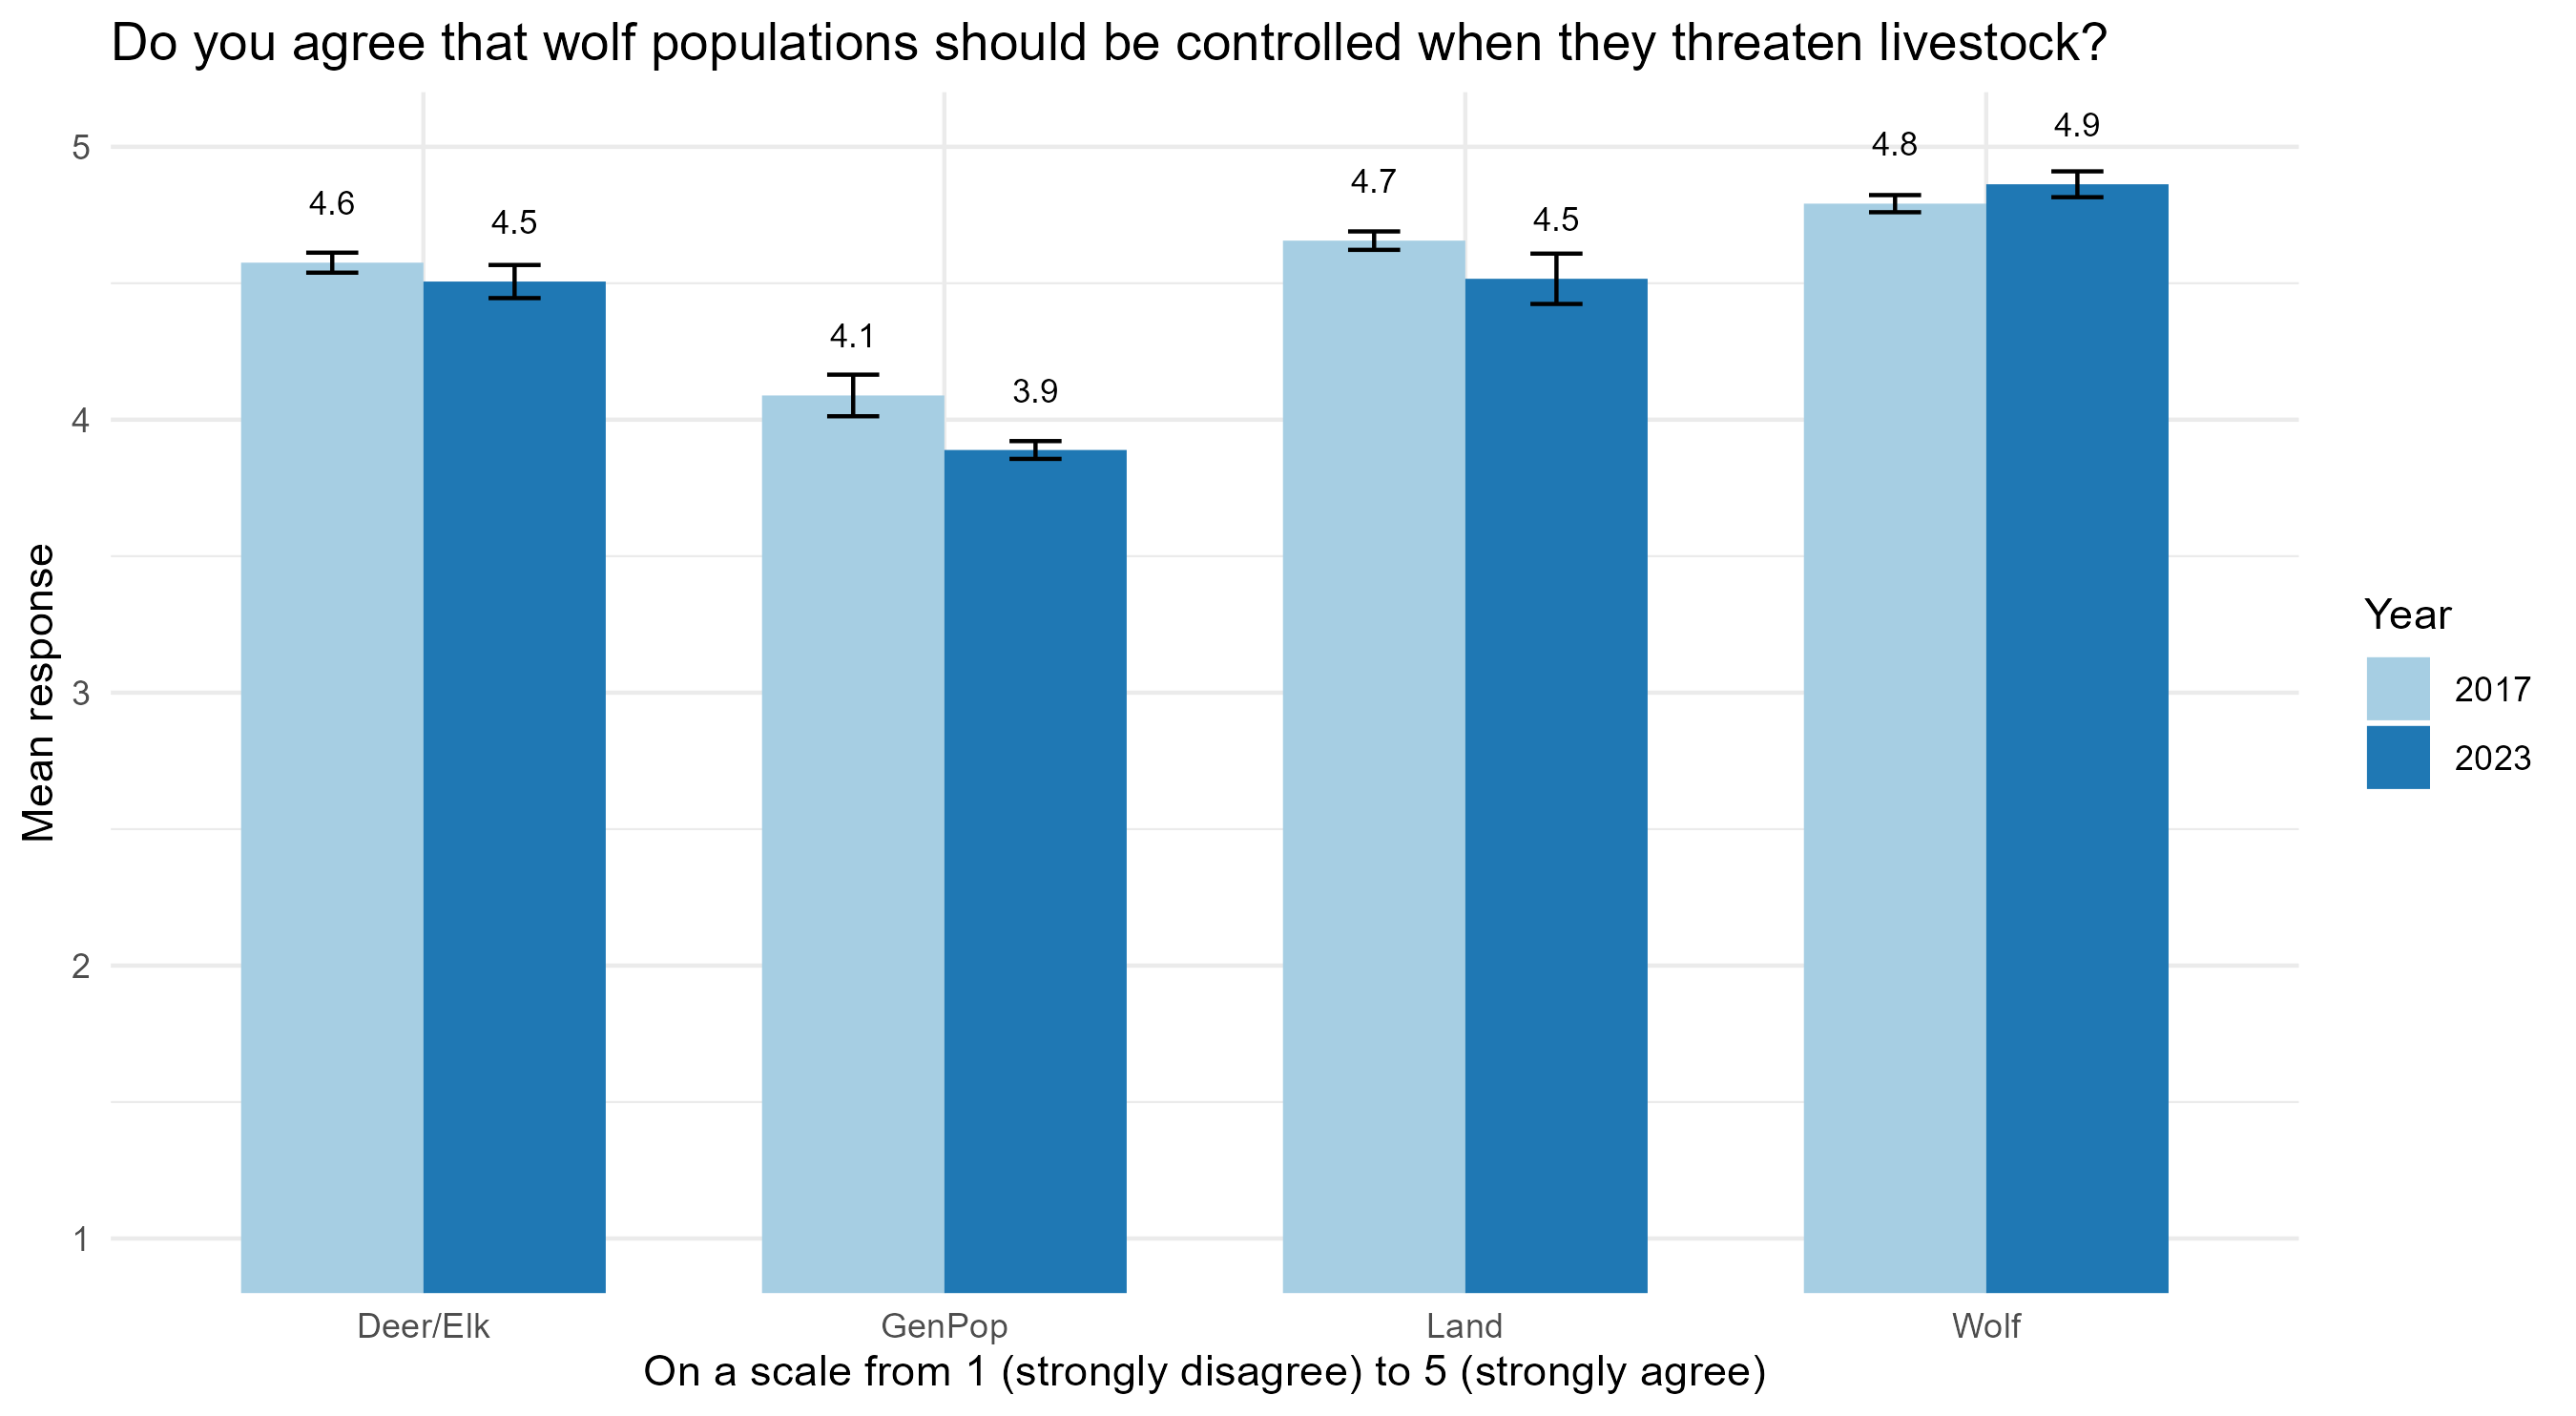 Do you agree that wolf populations should be controlled when they threaten livestock?
Mean response
5
4
3
2
1
4.6
4.5
4.1
3.9
4.7
4.5
4.8
4.9
Deer/Elk
GenPop
Land
Wolf
On a scale from 1 (strongly disagree) to 5 (strongly agree)
Year
2017
2023